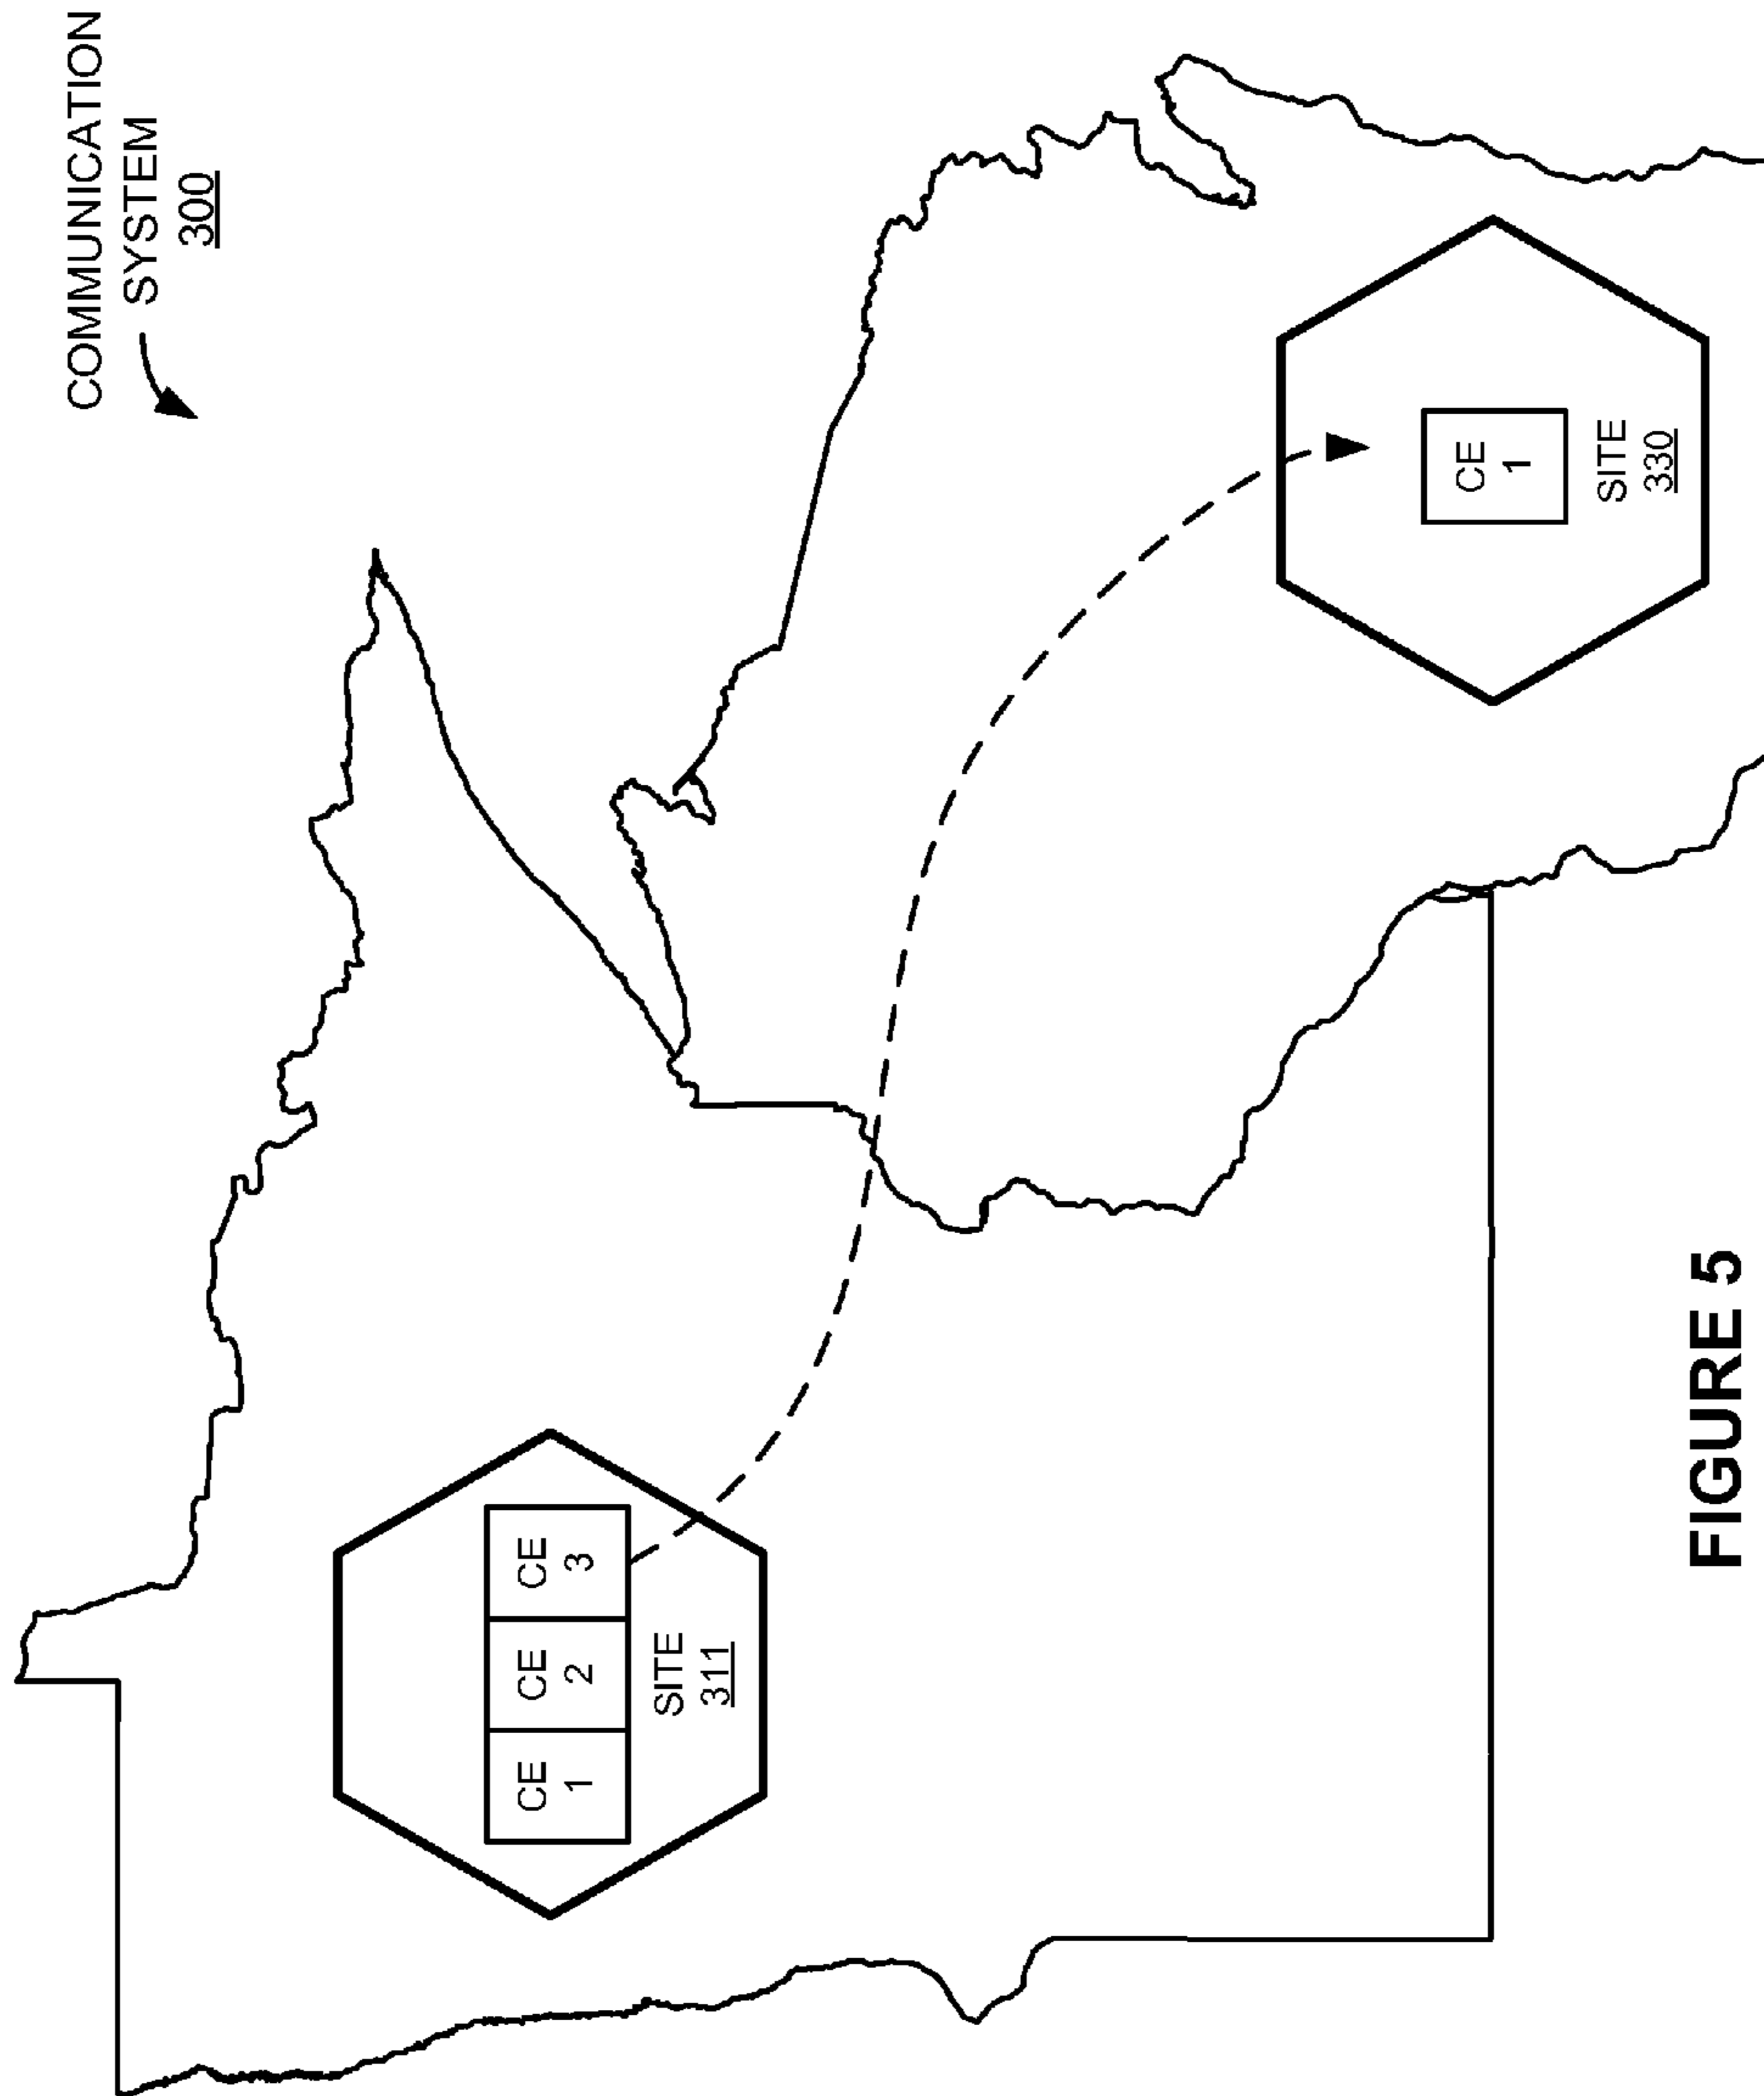 COMMUNICATION
SYSTEM
300
CE
1
CE
2
CE
3
SITE
311
CE
1
SITE
330
FIGURE 5